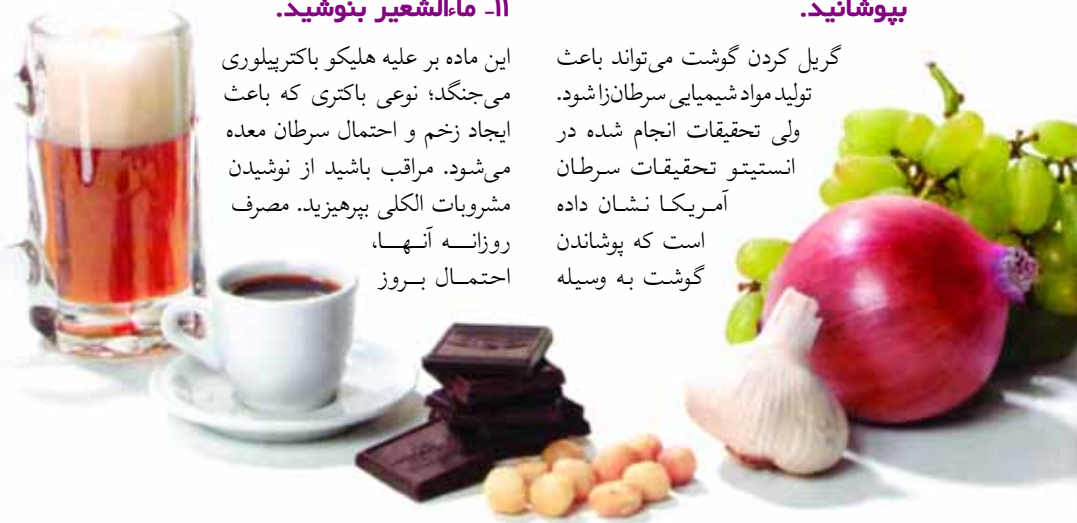 بپوشانید.
گریل کردن گوشت می‌تواند باعث
تولید مواد شیمیایی سرطان‌زا شود.
ولی تحقیقات انجام شده در
انستیتو تحقیقات سرطان
آمریکا نشان داده
است که پوشاندن
گوشت به وسیله
۱۱- ماءالشعیر بنوشید.
این ماده بر علیه هلیکو باکترپیلوری
می‌جنگد؛ نوعی باکتری که باعث
ایجاد زخم و احتمال سرطان معده
می‌شود. مراقب باشید از نوشیدن
مشروبات الکلی بپرهیزید. مصرف
روزانه آنها،
احتمال بروز